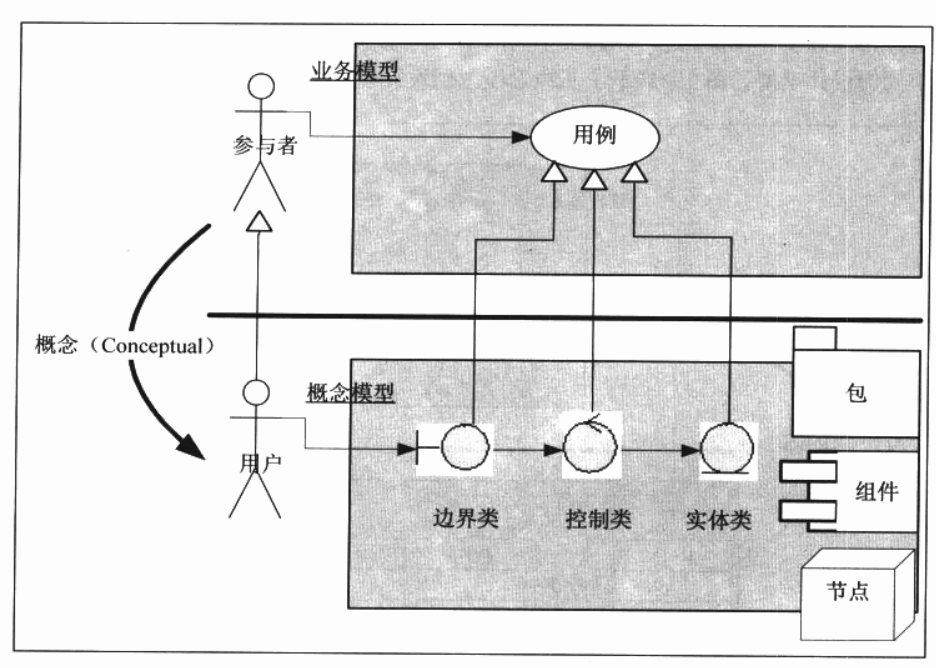 业务模型
用例
参与者
概念（Conceptual）
概念模型
包
用户
组件
边界类
控制类
实体类
节点